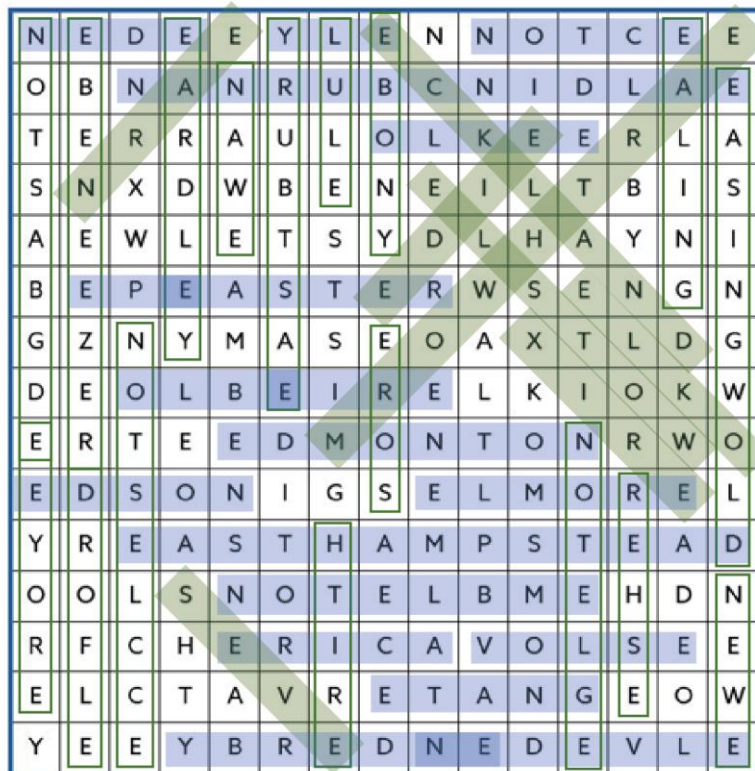 N E D E E Y L E N N O T C E E
O B N A N R U B C N I D L A E
T E R R A U L O L K E E R L A
S N X D W B E N E I L T B I S
A E W L E T S Y D L H A Y N I
B E P E A S T E R W S E N G N
G Z N Y M A S E O A X T L D G
D E O L B E I R E L K I O K W
E R T E E D M O N T O N R W O
E D S O N I G S E L M O R E L
Y R E A S T H A M P S T E A D
O O L S N O T E L B M E H D N
R F C H E R I C A V O L S E E
E L C T A V R E T A N G E O W
Y E E Y B R E D N E D E V L E